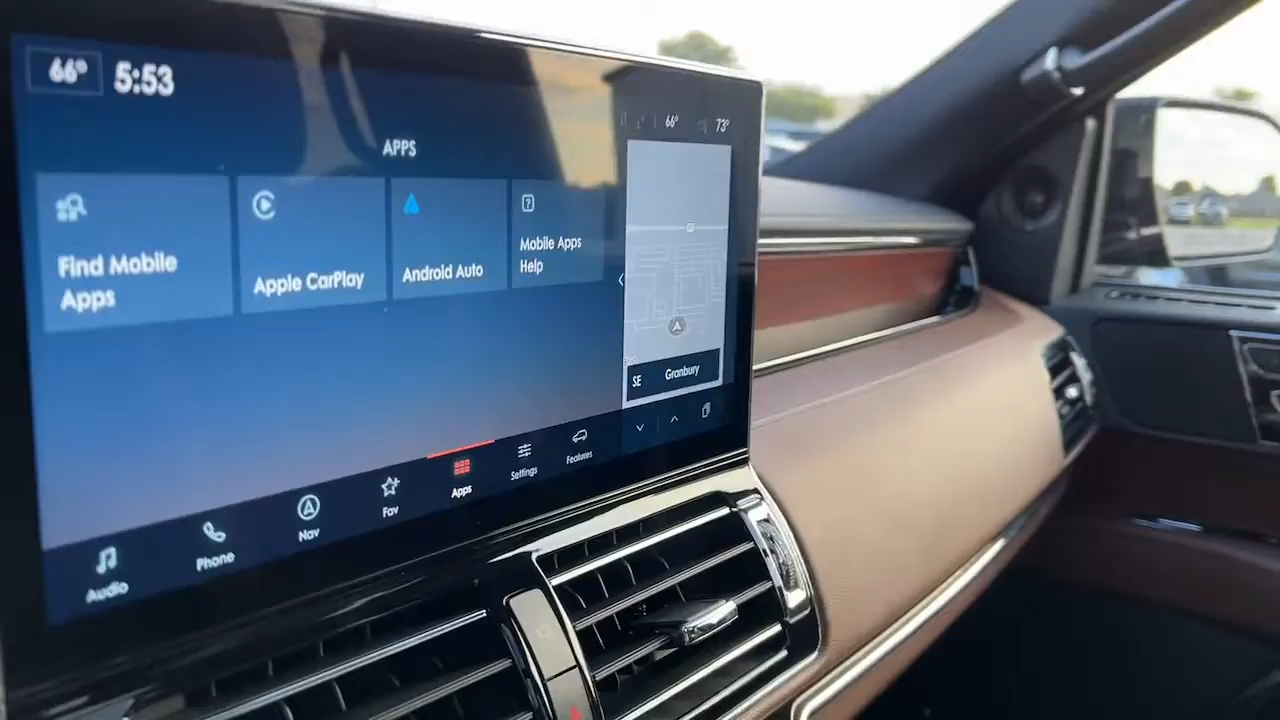 66° 5:53
66° 73°
APPS
Find Mobile
Apps
Apple CarPlay
Android Auto
Mobile Apps
Help
SE Granbury
Audio
Phone
Nav
Fav
Apps
Settings
Features